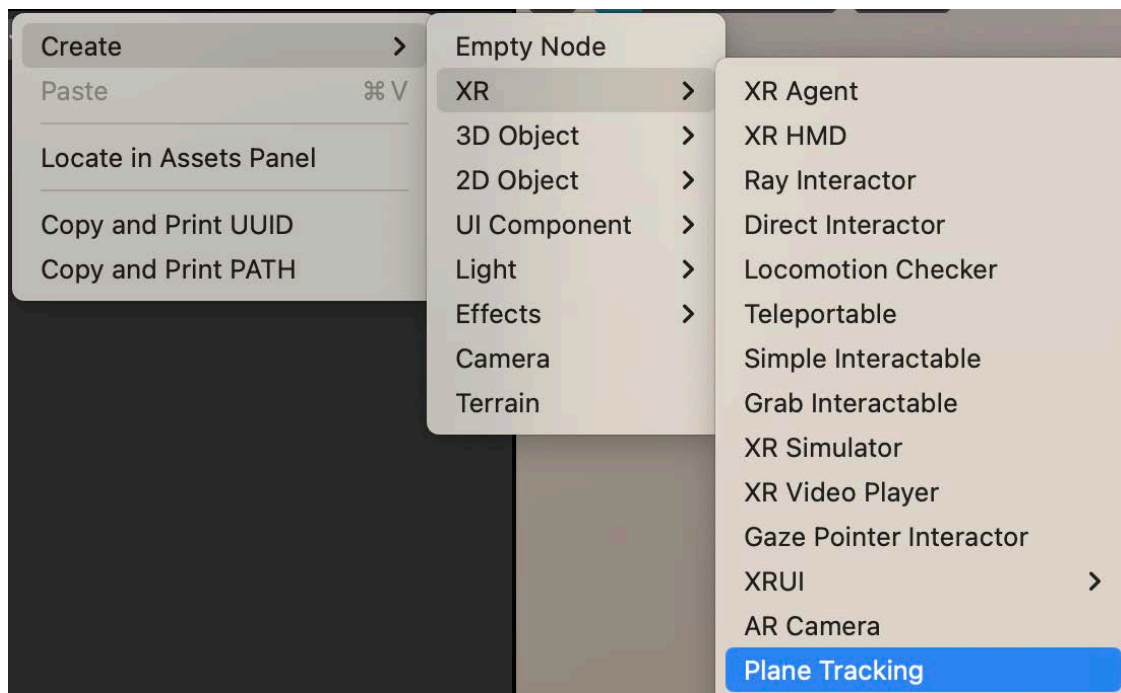 Create
Paste ⌘ V
Locate in Assets Panel
Copy and Print UUID
Copy and Print PATH
Empty Node
XR
3D Object
2D Object
UI Component
Light
Effects
Camera
Terrain
XR Agent
XR HMD
Ray Interactor
Direct Interactor
Locomotion Checker
Teleportable
Simple Interactable
Grab Interactable
XR Simulator
XR Video Player
Gaze Pointer Interactor
XRUI
AR Camera
Plane Tracking